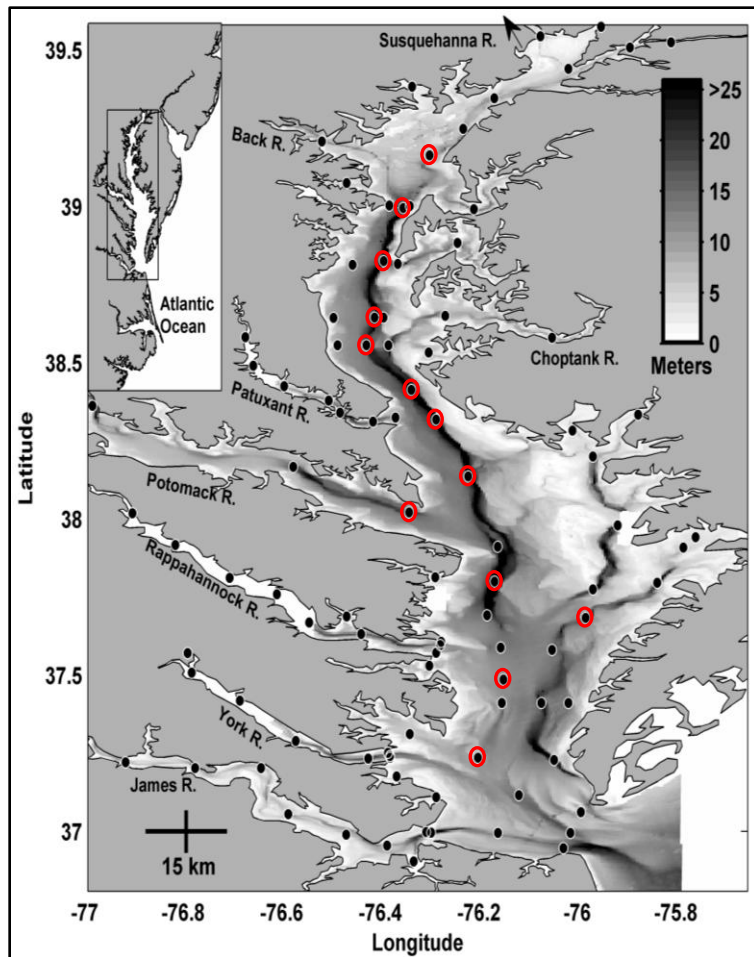 39.5
39
38.5
38
37.5
37
Latitude
-77
-76.8
-76.6
-76.4
-76.2
-76
-75.8
Longitude
Susquehanna R.
Back R.
Atlantic
Ocean
>25
20
15
10
5
0
Meters
Choptank R.
Patuxant R.
Potomack R.
Rappahannock R.
York R.
James R.
15 km